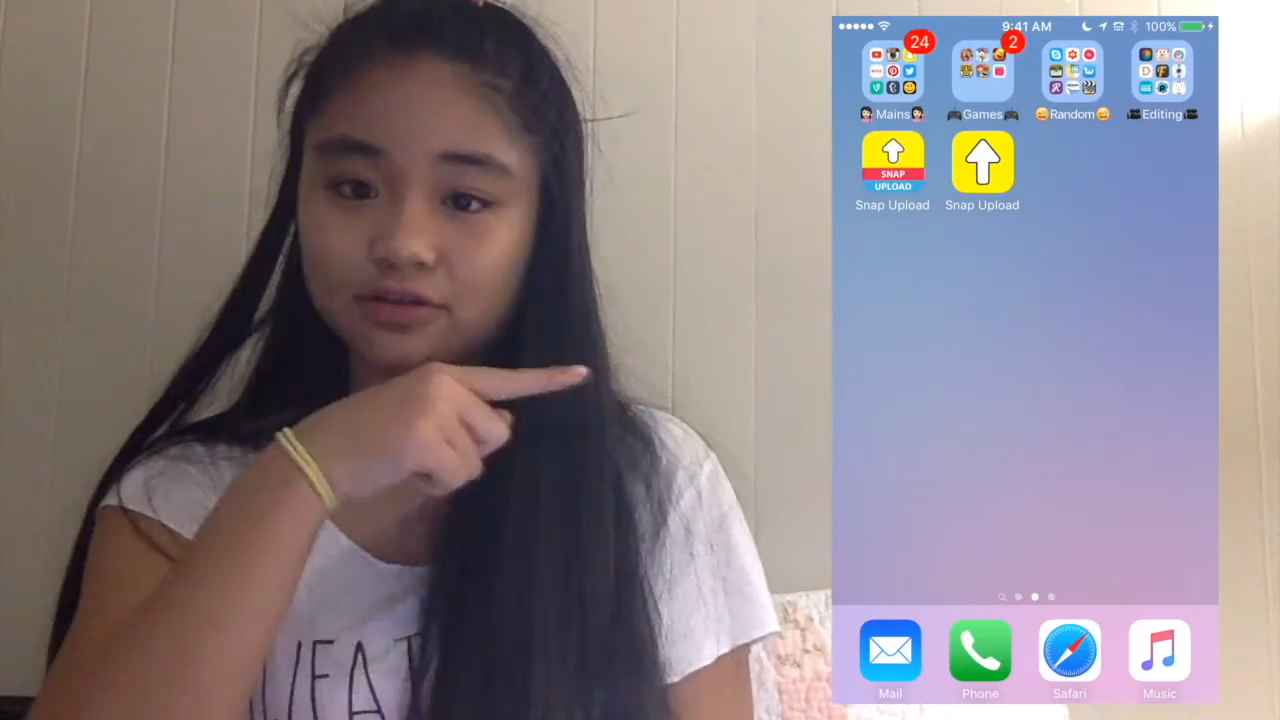 9:41 AM
100%
24
2
Mains
Games
Random
Editing
SNAP
UPLOAD
Snap Upload
Snap Upload
Mail
Phone
Safari
Music